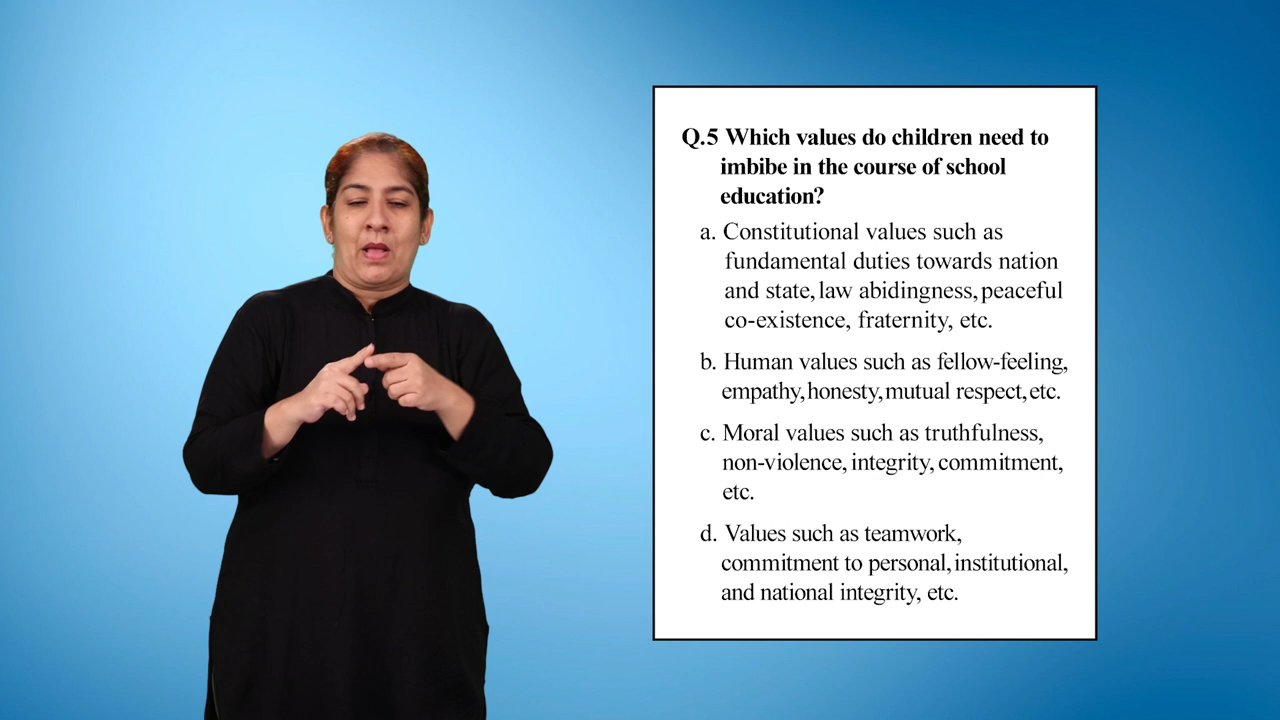 Q.5 Which values do children need to
imbibe in the course of school
education?
a. Constitutional values such as
fundamental duties towards nation
and state, law abidingness, peaceful
co-existence, fraternity, etc.
b. Human values such as fellow-feeling,
empathy, honesty, mutual respect, etc.
c. Moral values such as truthfulness,
non-violence, integrity, commitment,
etc.
d. Values such as teamwork,
commitment to personal, institutional,
and national integrity, etc.